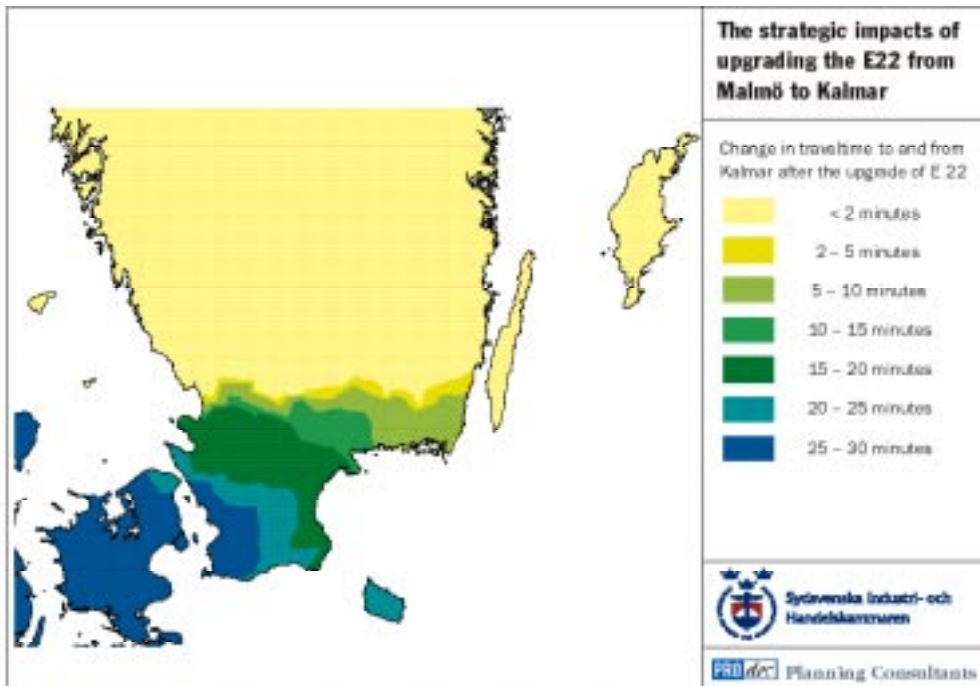 The strategic impacts of
upgrading the E22 from
Malmö to Kalmar
Change in traveltime to and from
Kalmar after the upgrade of E 22
< 2 minutes
2 – 5 minutes
5 – 10 minutes
10 – 15 minutes
15 – 20 minutes
20 – 25 minutes
25 – 30 minutes
Sydsvenska Industri- och
Handelskammaren
PROdec Planning Consultants